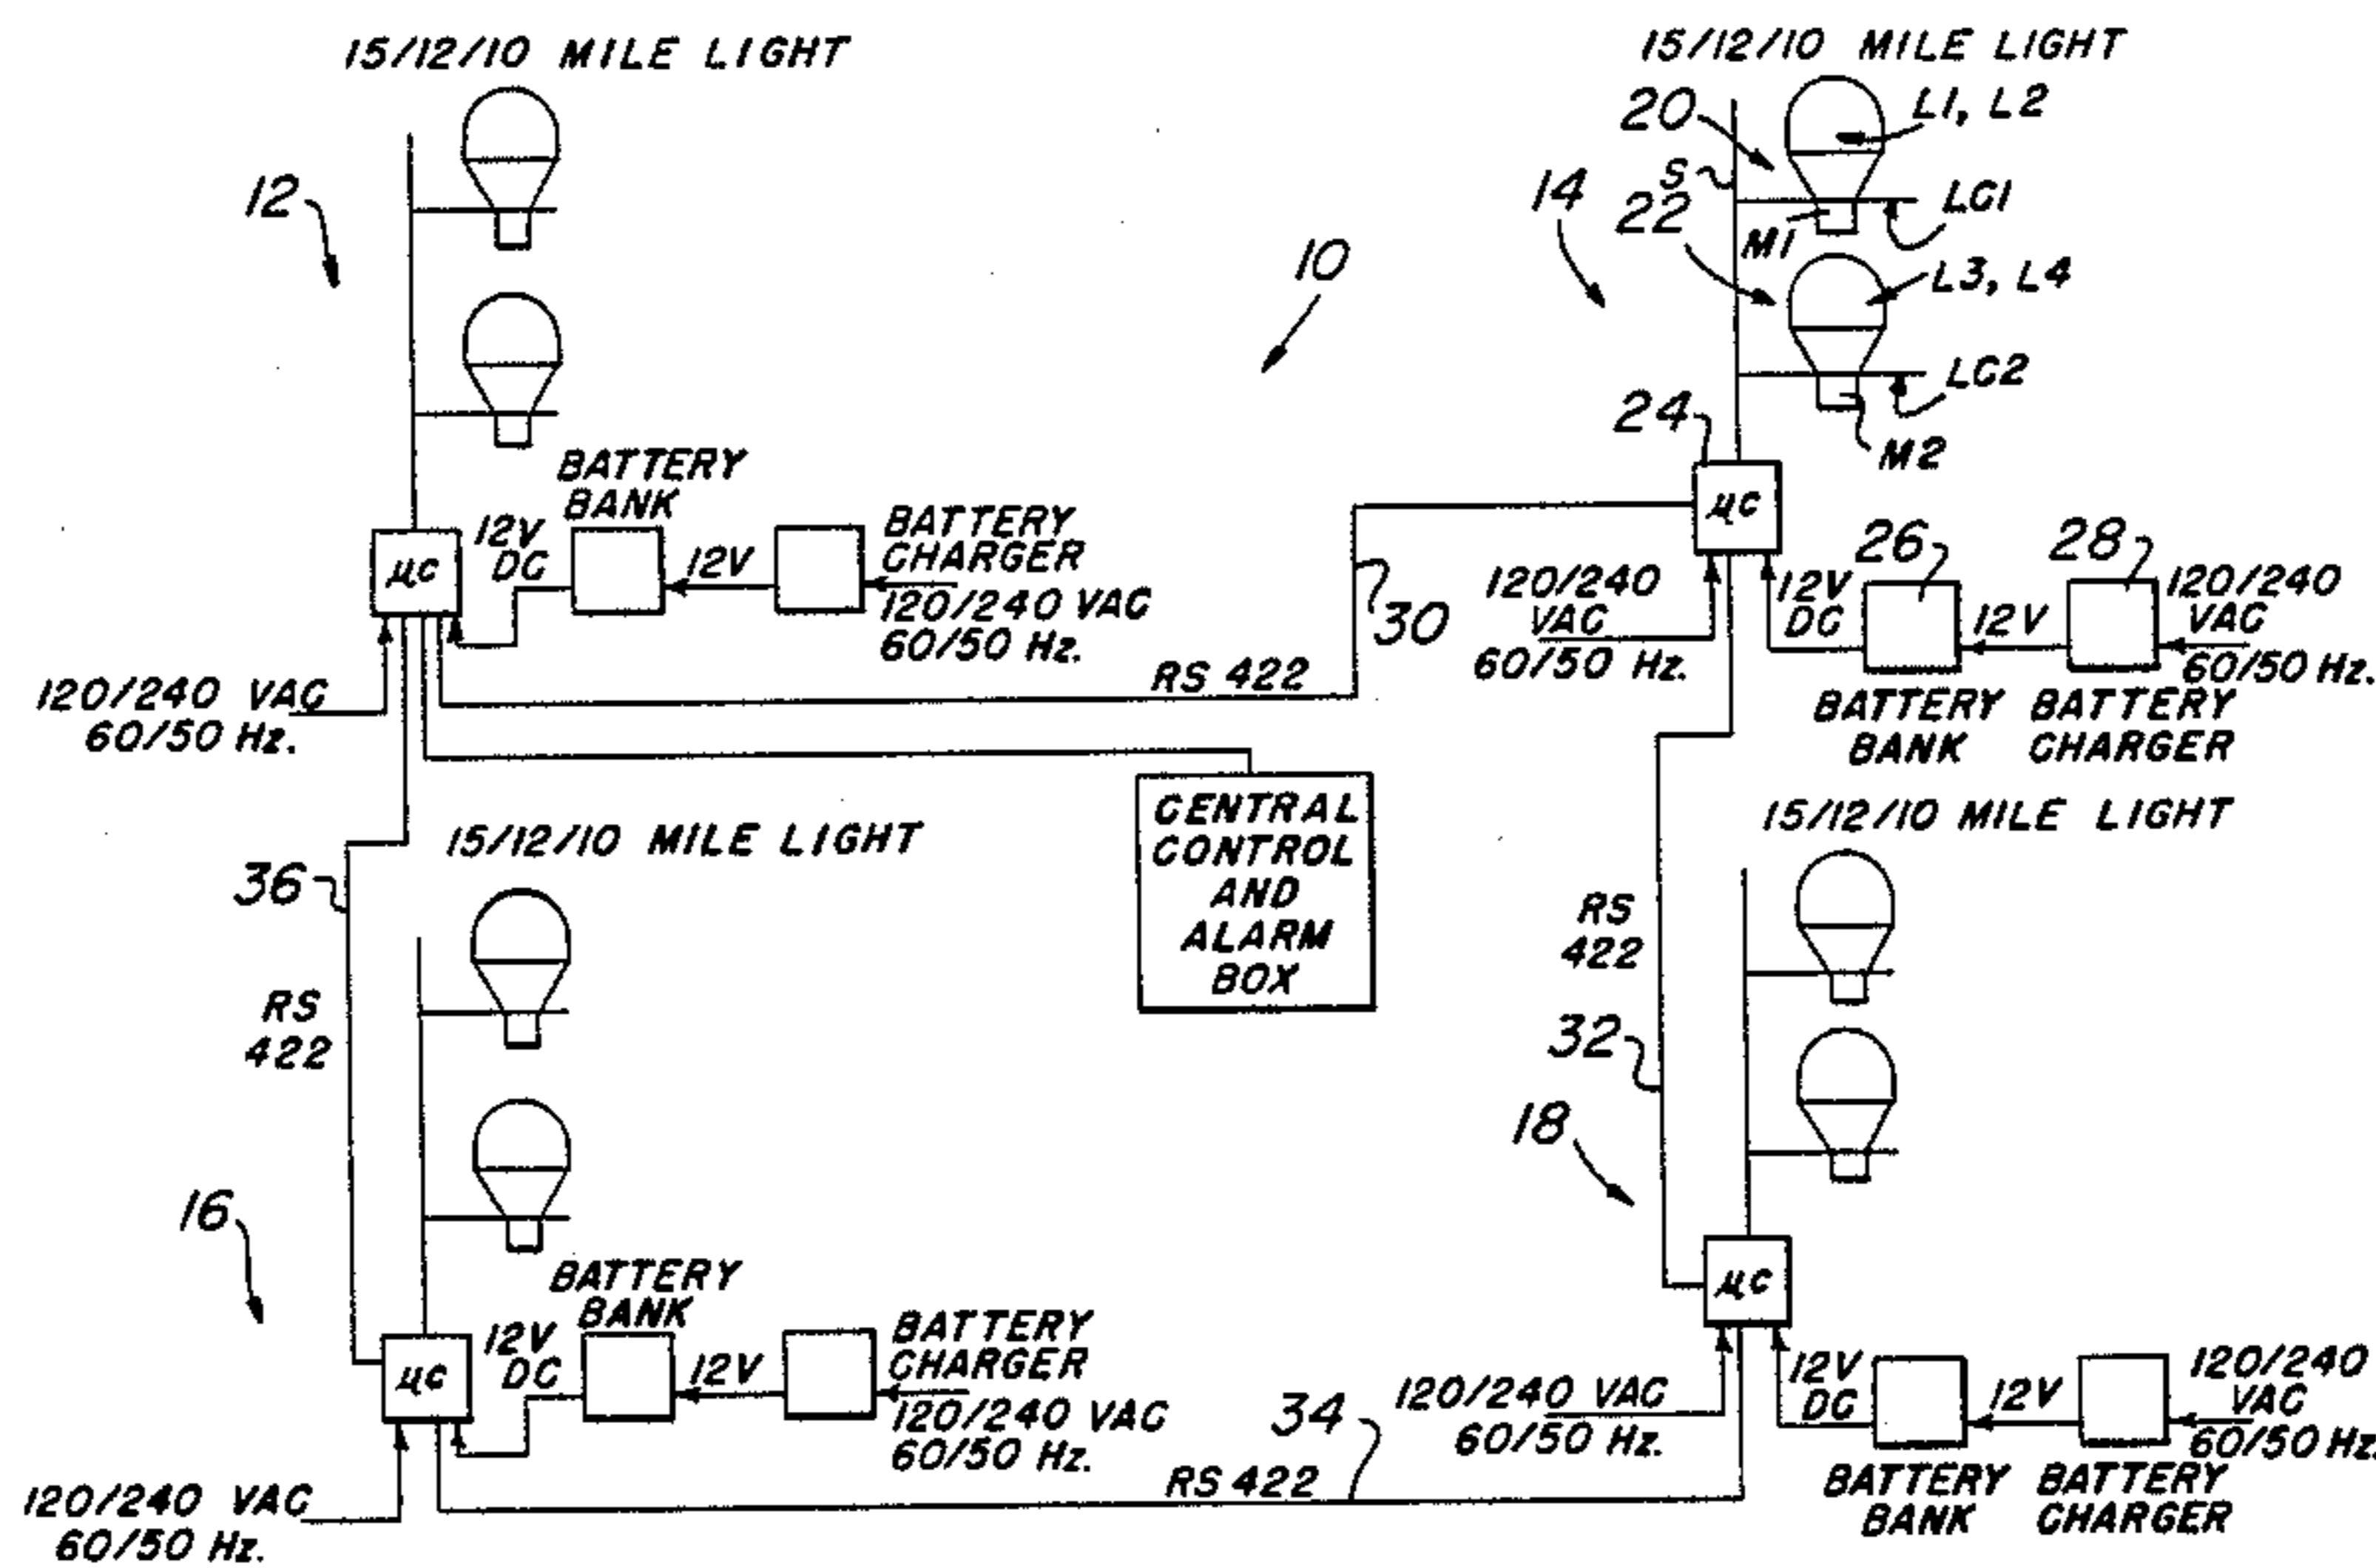 15/12/10 MILE LIGHT
12
BATTERY
BANK
12V
DC
µC
12V
BATTERY
CHARGER
120/240 VAC
60/50 Hz.
120/240 VAC
60/50 Hz.
RS 422
30
10
15/12/10 MILE LIGHT
20
L1, L2
S
14
22
LC1
M1
L3, L4
LC2
24
M2
µC
26
28
120/240
VAC
60/50 Hz.
12V
DC
12V
120/240
VAC
60/50 Hz.
BATTERY
BANK
BATTERY
CHARGER
CENTRAL
CONTROL
AND
ALARM
BOX
36
RS
422
15/12/10 MILE LIGHT
16
BATTERY
BANK
12V
DC
µC
12V
BATTERY
CHARGER
120/240 VAC
60/50 Hz.
120/240 VAC
60/50 Hz.
RS 422
34
15/12/10 MILE LIGHT
RS
422
32
18
µC
120/240 VAC
60/50 Hz.
12V
DC
12V
120/240
VAC
60/50 Hz.
BATTERY
BANK
BATTERY
CHARGER